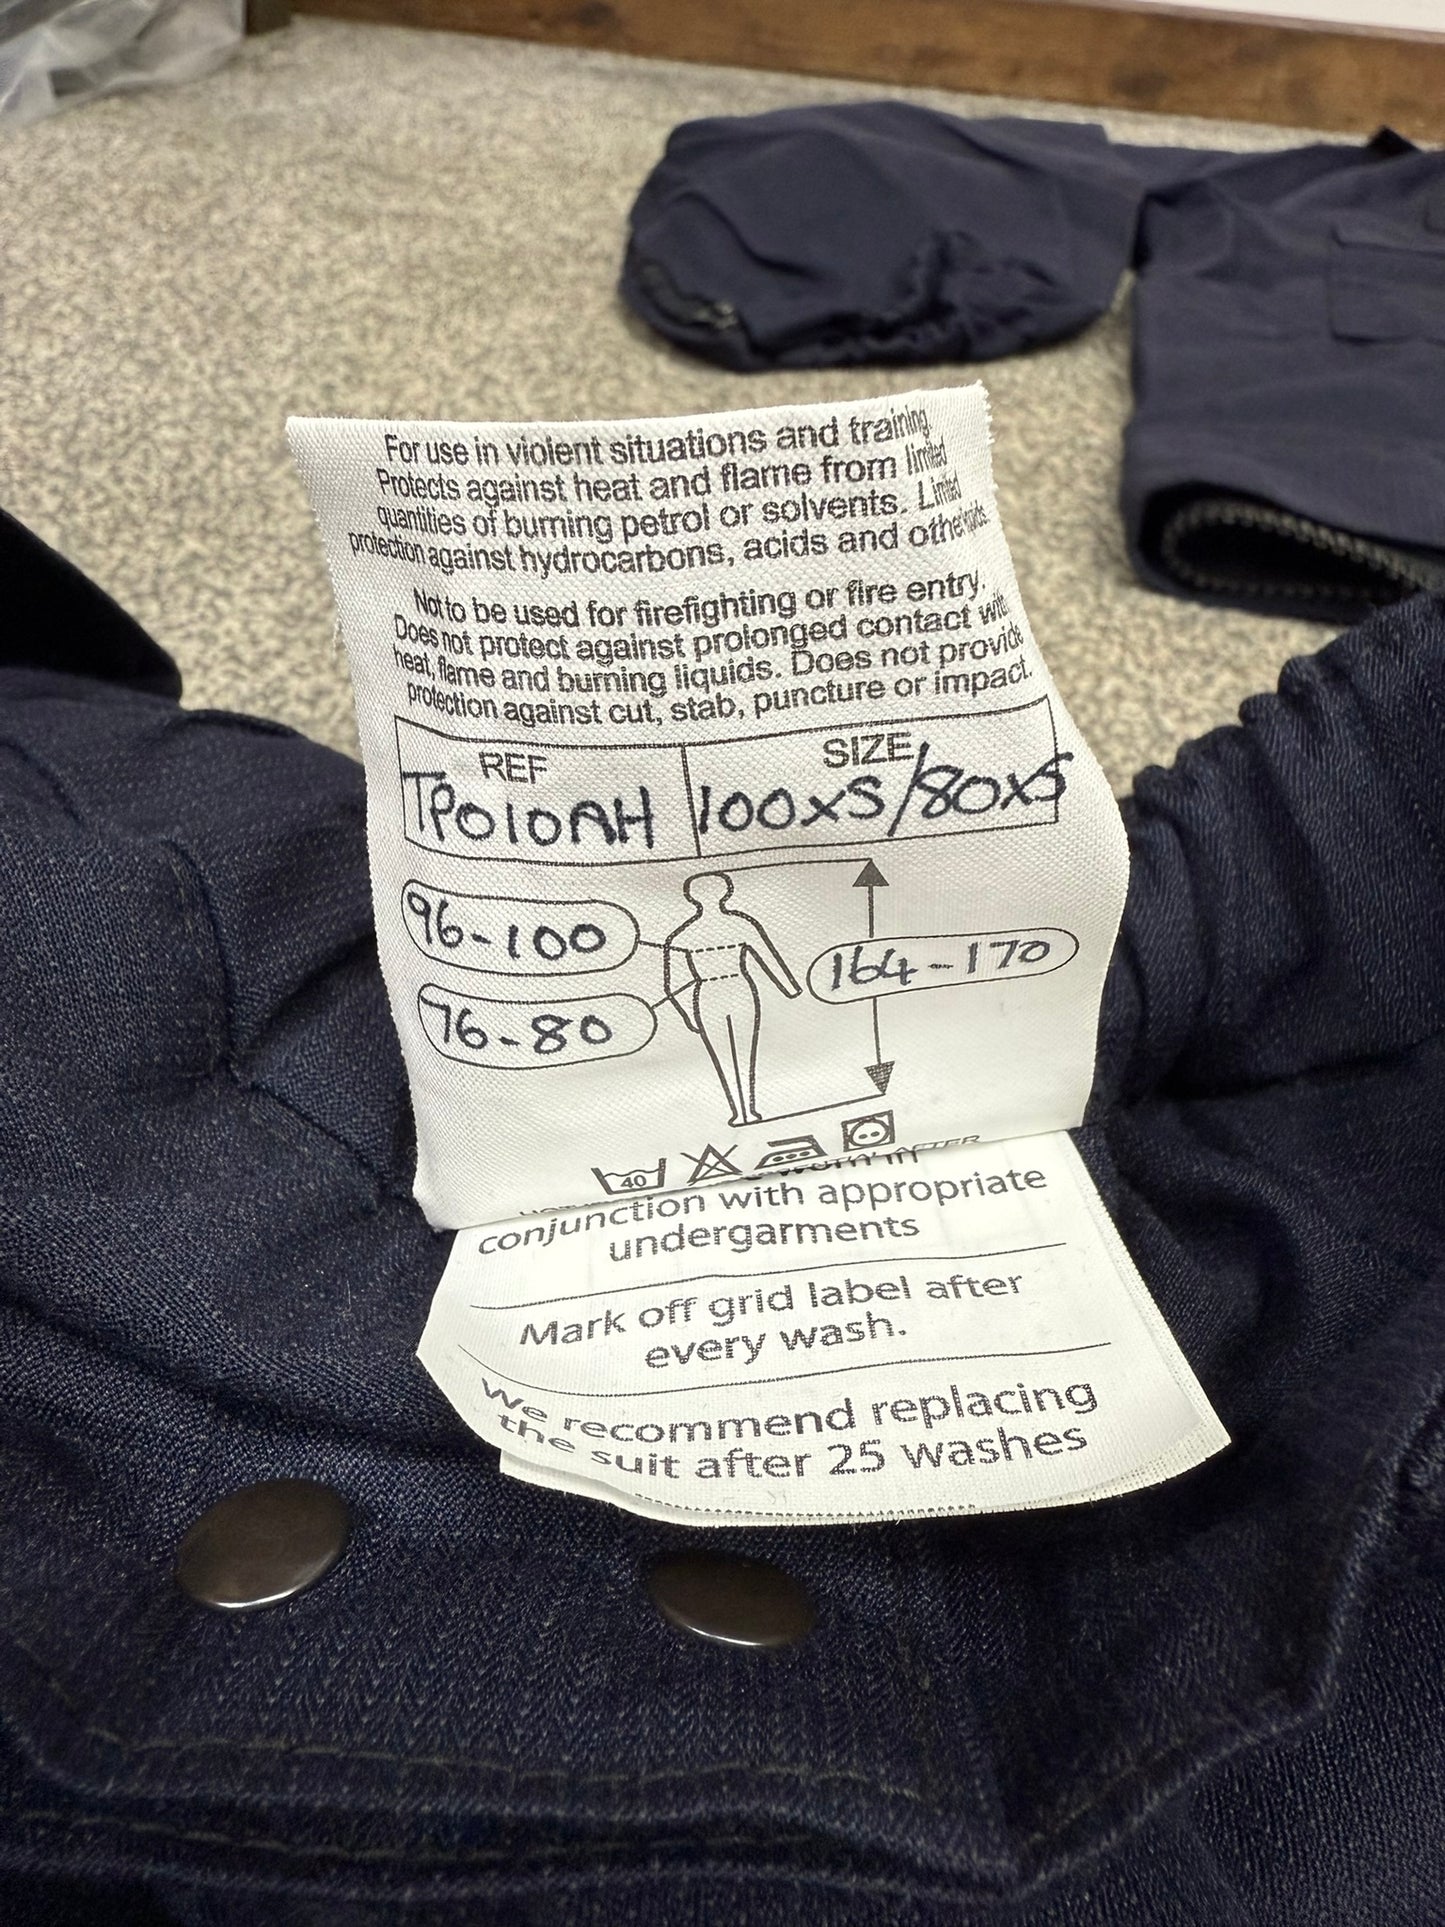 For use in violent situations and training.
Protects against heat and flame from limited
quantities of burning petrol or solvents. Limited
protection against hydrocarbons, acids and other liquids.
Not to be used for firefighting or fire entry.
Does not protect against prolonged contact with
heat, flame and burning liquids. Does not provide
protection against cut, stab, puncture or impact.
REF SIZE
TP010AH 100xS/80xS
96-100
164-170
76-80
40
AFTER
worn in
conjunction with appropriate
undergarments
Mark off grid label after
every wash.
We recommend replacing
the suit after 25 washes